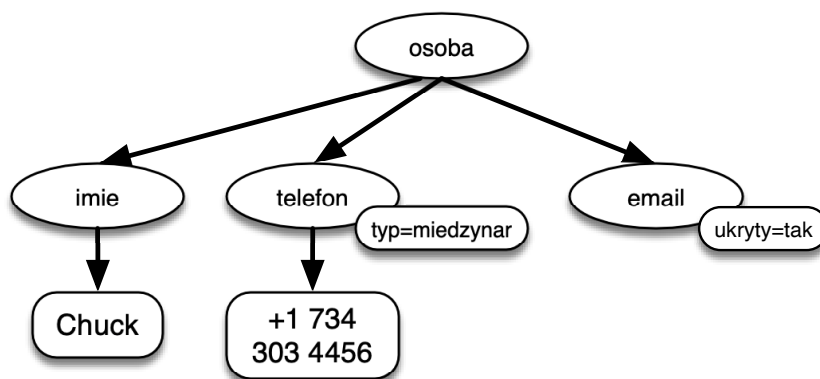 osoba
imie
telefon
email
typ=miedzynar
ukryty=tak
Chuck
+1 734
303 4456